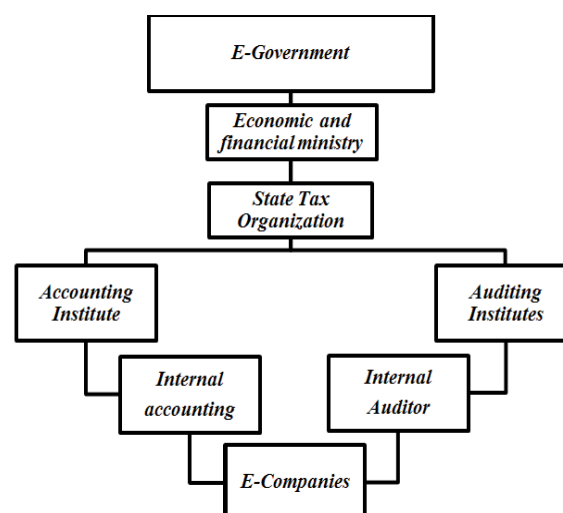 E-Government
Economic and
financial ministry
State Tax
Organization
Accounting
Institute
Auditing
Institutes
Internal
accounting
Internal
Auditor
E-Companies